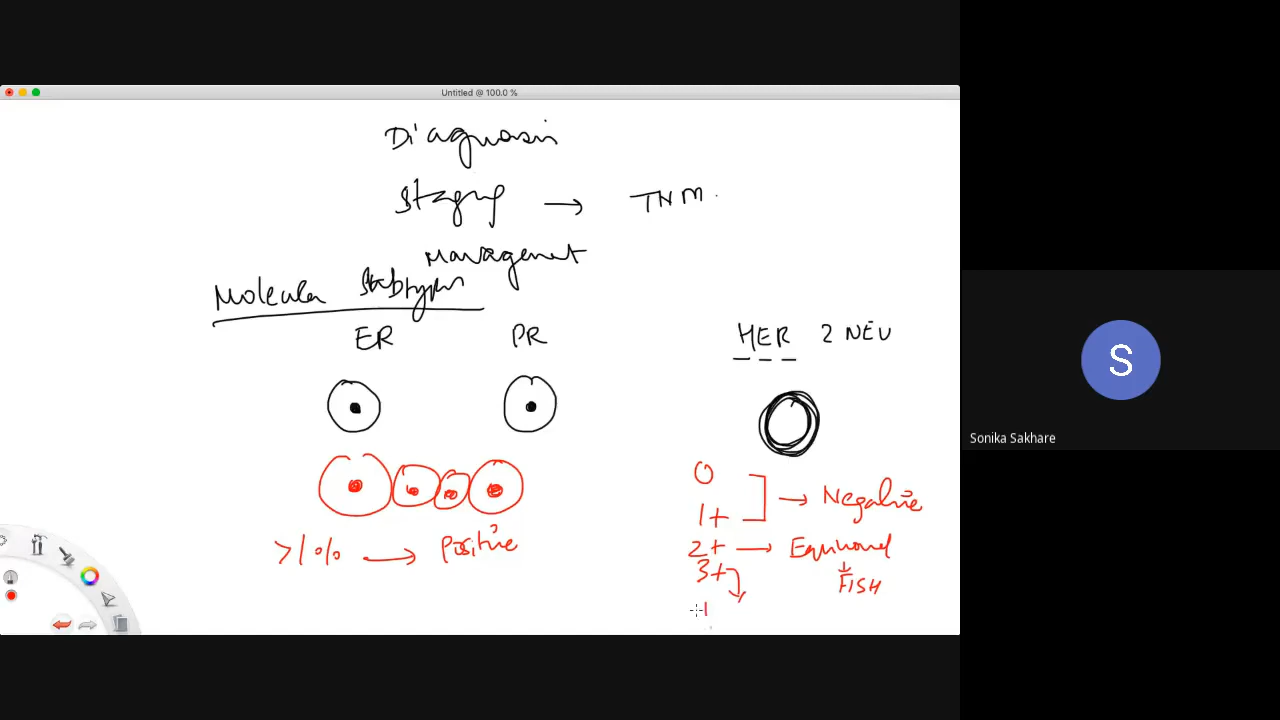 Untitled @ 100.0 %
Diagnosis
Staging → TNM
Management
Molecular Subtypes
ER PR HER 2 NEU
0
1+ → Negative
2+ → Equivocal
3+
FISH
>1% → Positive
S
Sonika Sakhare